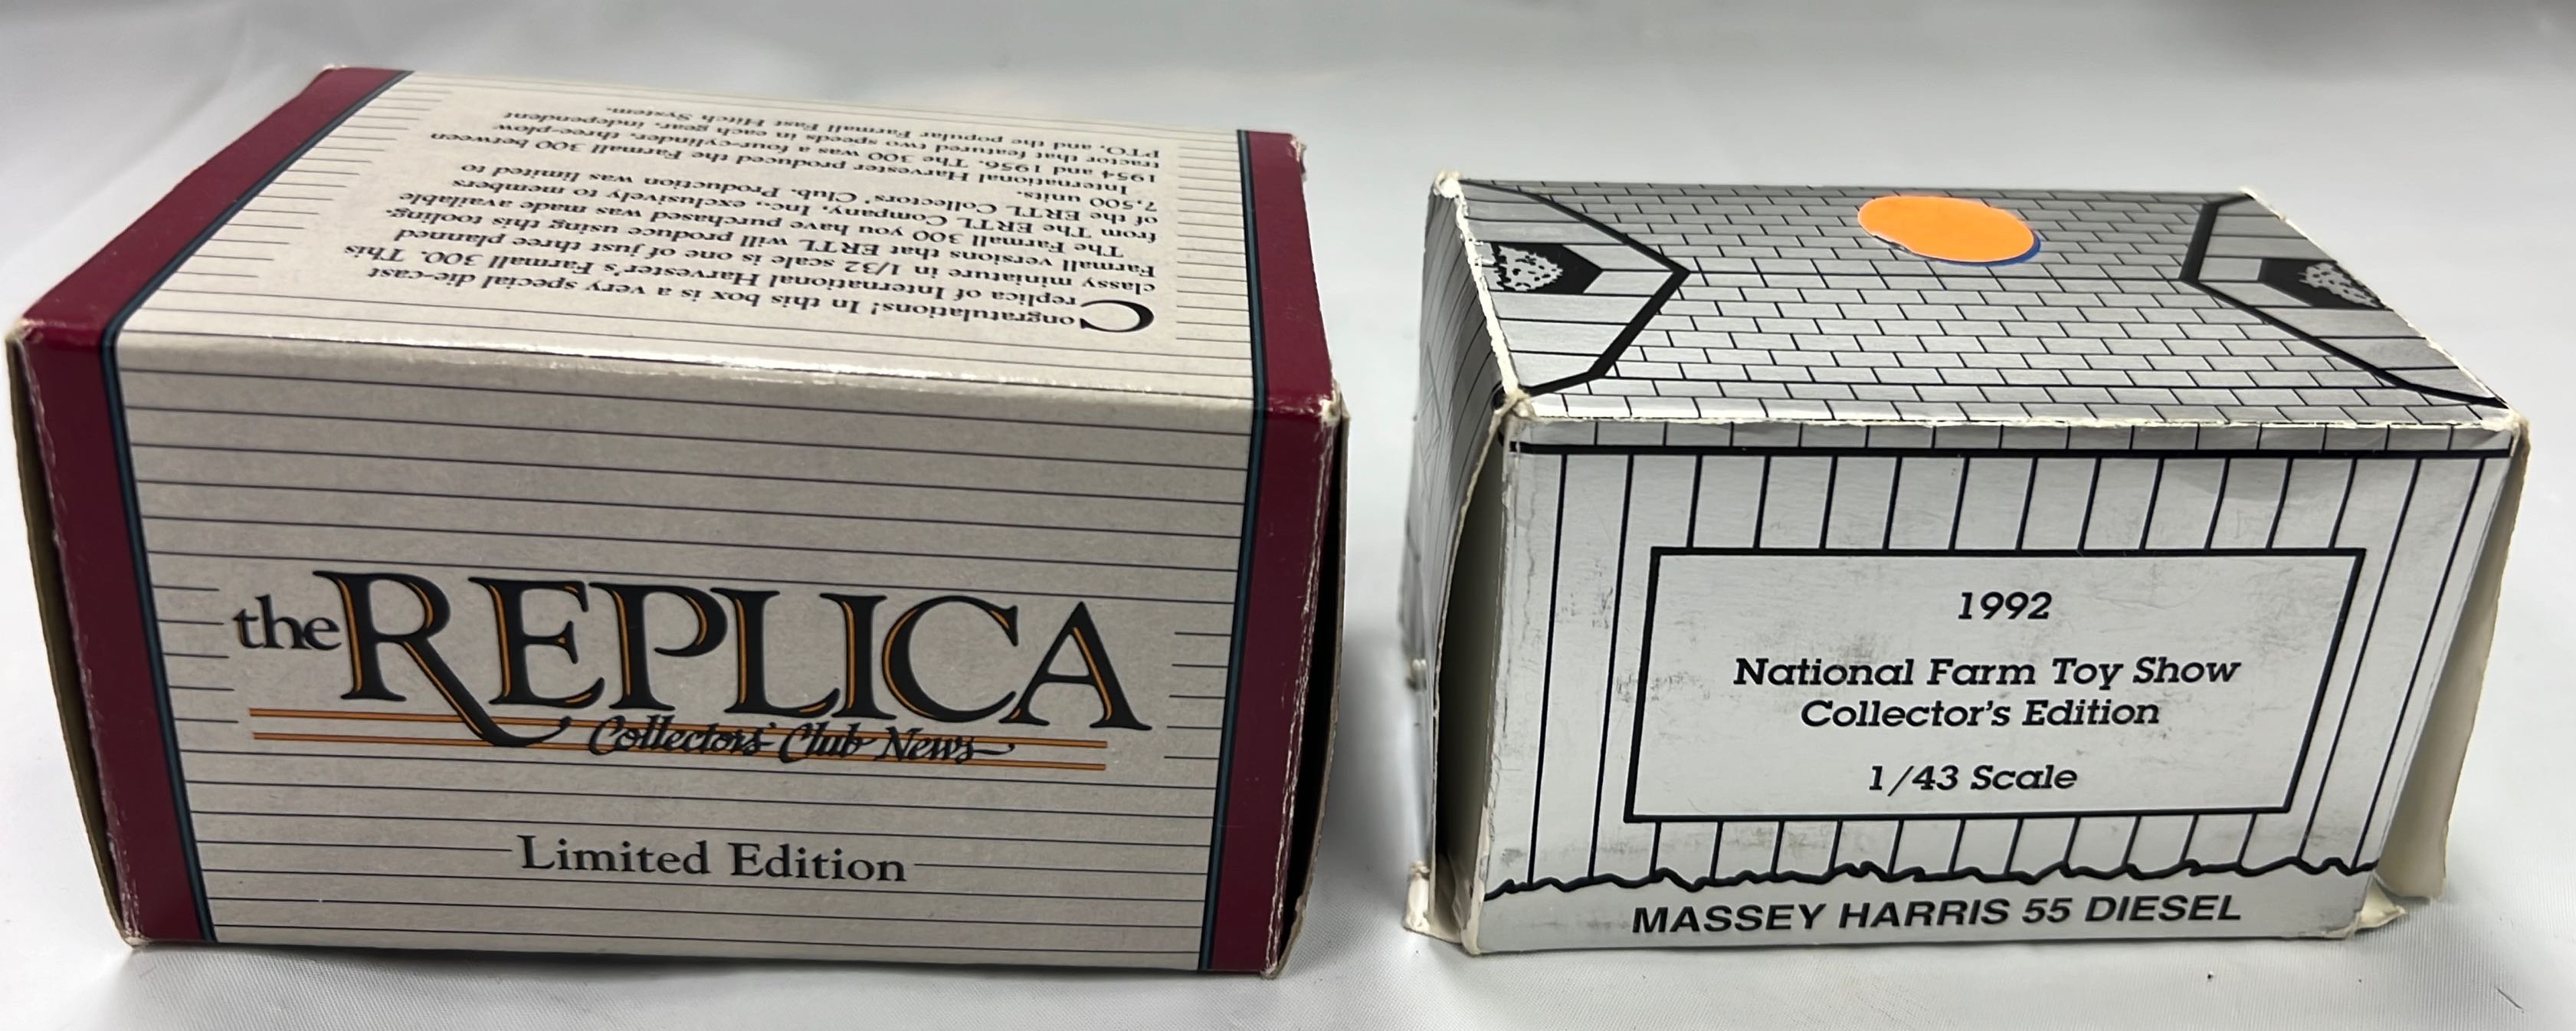 Congratulations! In this box is a very special die-cast
replica of International Harvester's Farmall 300. This
classy miniature in 1/32 scale is one of just three planned
Farmall versions that ERTL will produce using this tooling.
The Farmall 300 you have purchased was made available
from The ERTL Company, Inc., exclusively to members
of the ERTL Collectors' Club. Production was limited to
7,500 units.
International Harvester produced the Farmall 300 between
1954 and 1956. The 300 was a four-cylinder, three-plow
tractor that featured two speeds in each gear, independent
PTO, and the popular Farmall Fast Hitch System.
the REPLICA
Collectors' Club News
Limited Edition
1992
National Farm Toy Show
Collector's Edition
1/43 Scale
MASSEY HARRIS 55 DIESEL